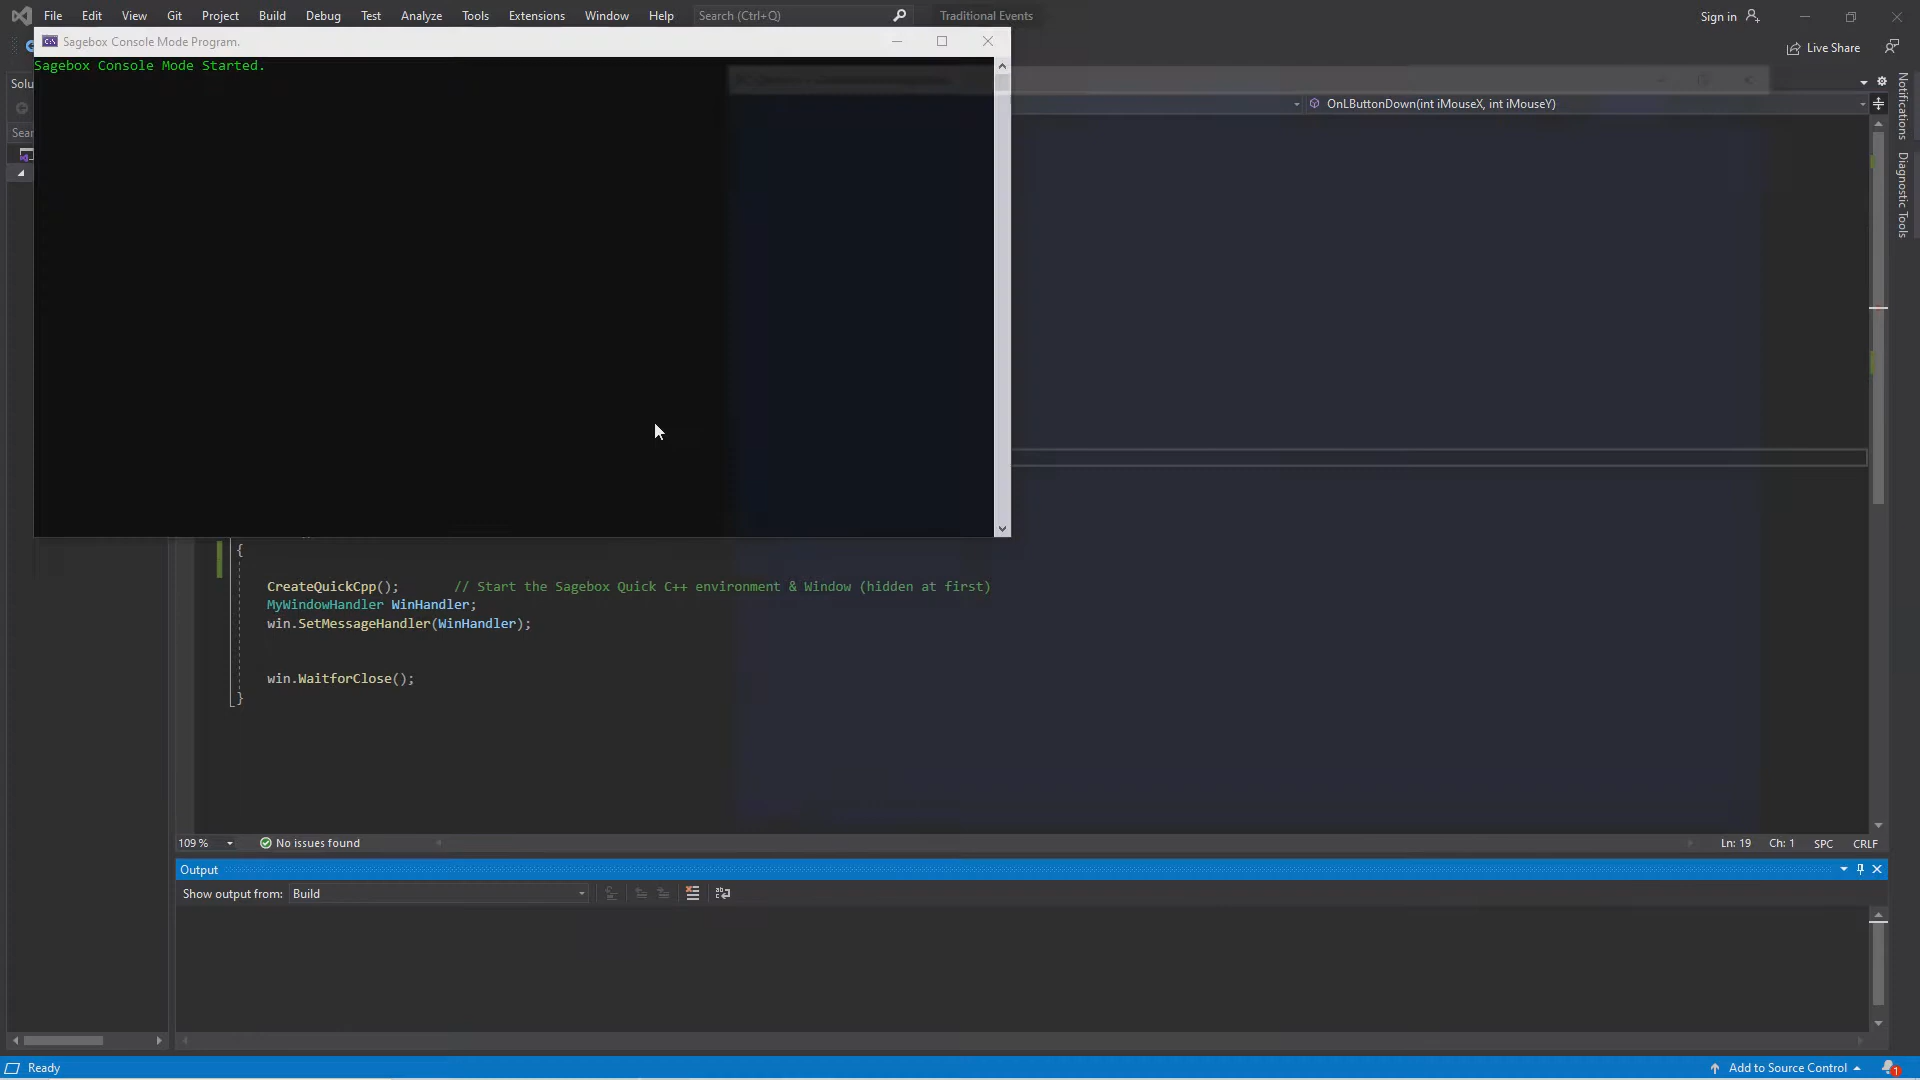 File Edit View Git Project Build Debug Test Analyze Tools Extensions Window Help Search (Ctrl+Q) Traditional Events Sign in
Live Share
Sagebox Console Mode Program.
Sagebox Console Mode Started.
Solu
Sear
OnLButtonDown(int iMouseX, int iMouseY)
Notifications
Diagnostic Tools
{
CreateQuickCpp(); // Start the Sagebox Quick C++ environment & Window (hidden at first)
MyWindowHandler WinHandler;
win.SetMessageHandler(WinHandler);
win.WaitforClose();
}
109 % No issues found Ln: 19 Ch: 1 SPC CRLF
Output
Show output from: Build
Ready Add to Source Control 1